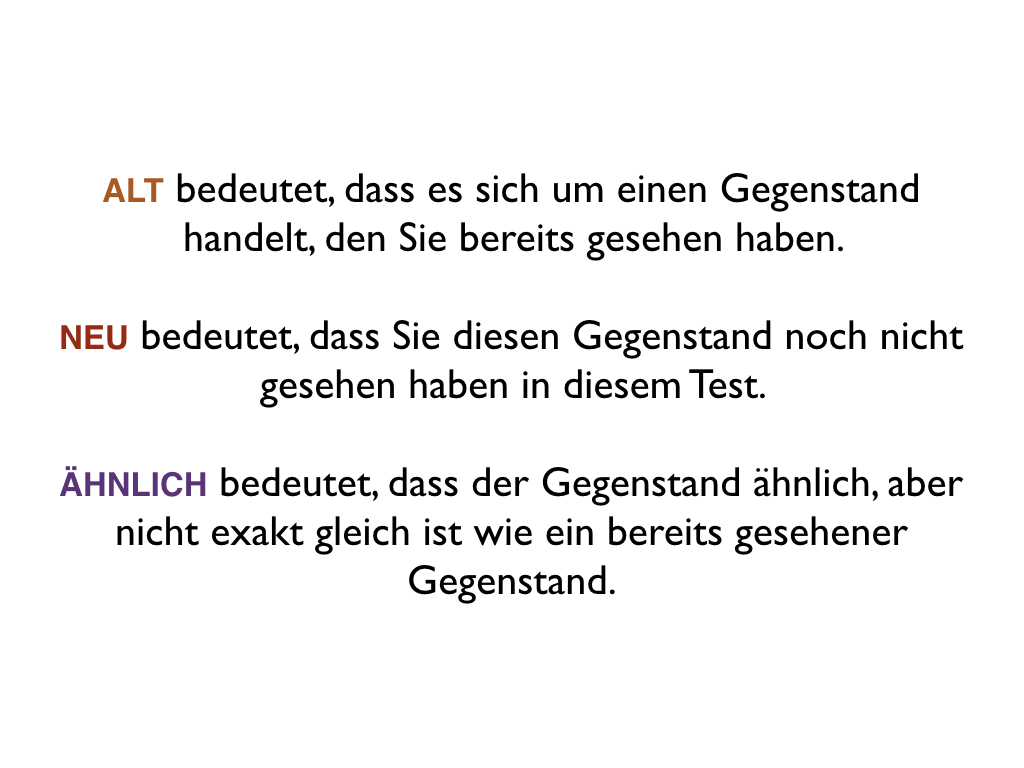 ALT bedeutet, dass es sich um einen Gegenstand
handelt, den Sie bereits gesehen haben.
NEU bedeutet, dass Sie diesen Gegenstand noch nicht
gesehen haben in diesem Test.
ÄHNLICH bedeutet, dass der Gegenstand ähnlich, aber
nicht exakt gleich ist wie ein bereits gesehener
Gegenstand.